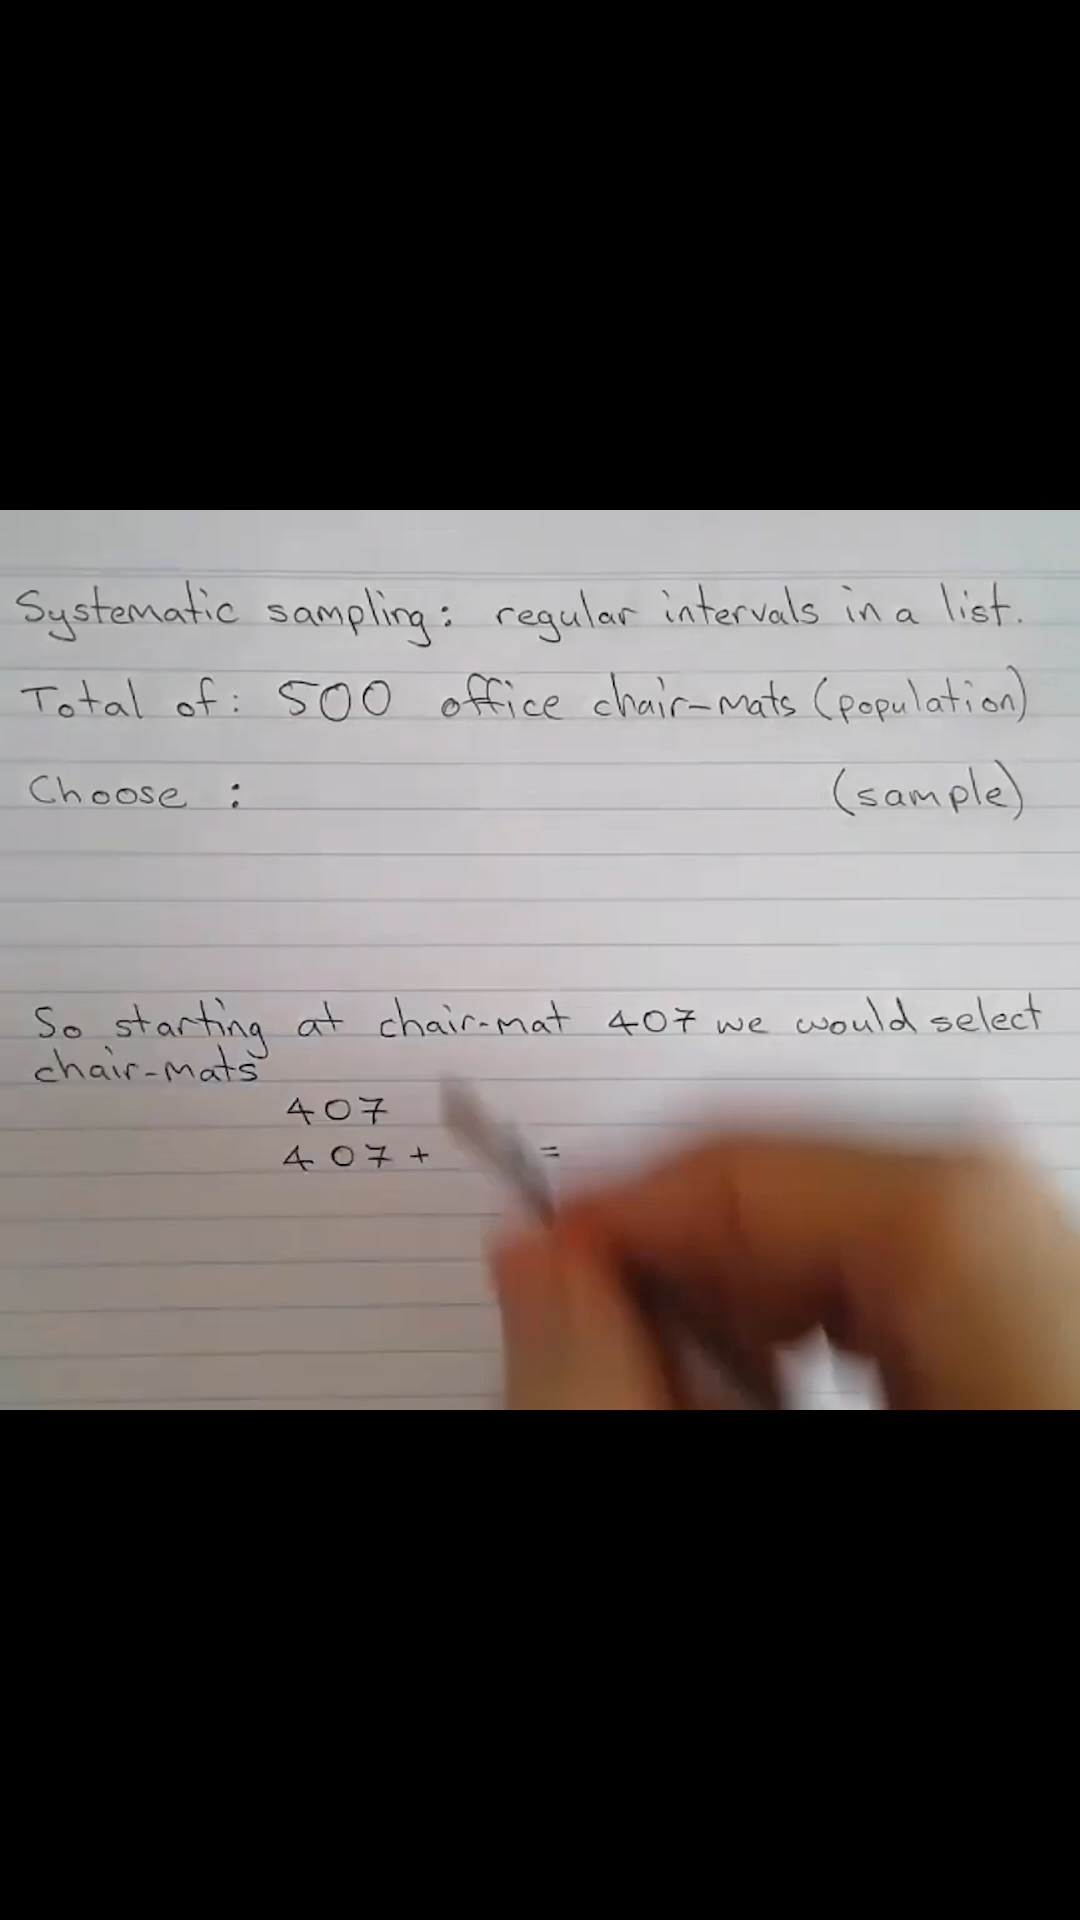 Systematic sampling: regular intervals in a list.
Total of: 500 office chair-mats (population)
Choose : (sample)
So starting at chair-mat 407 we would select
chair-mats
407
407 + =